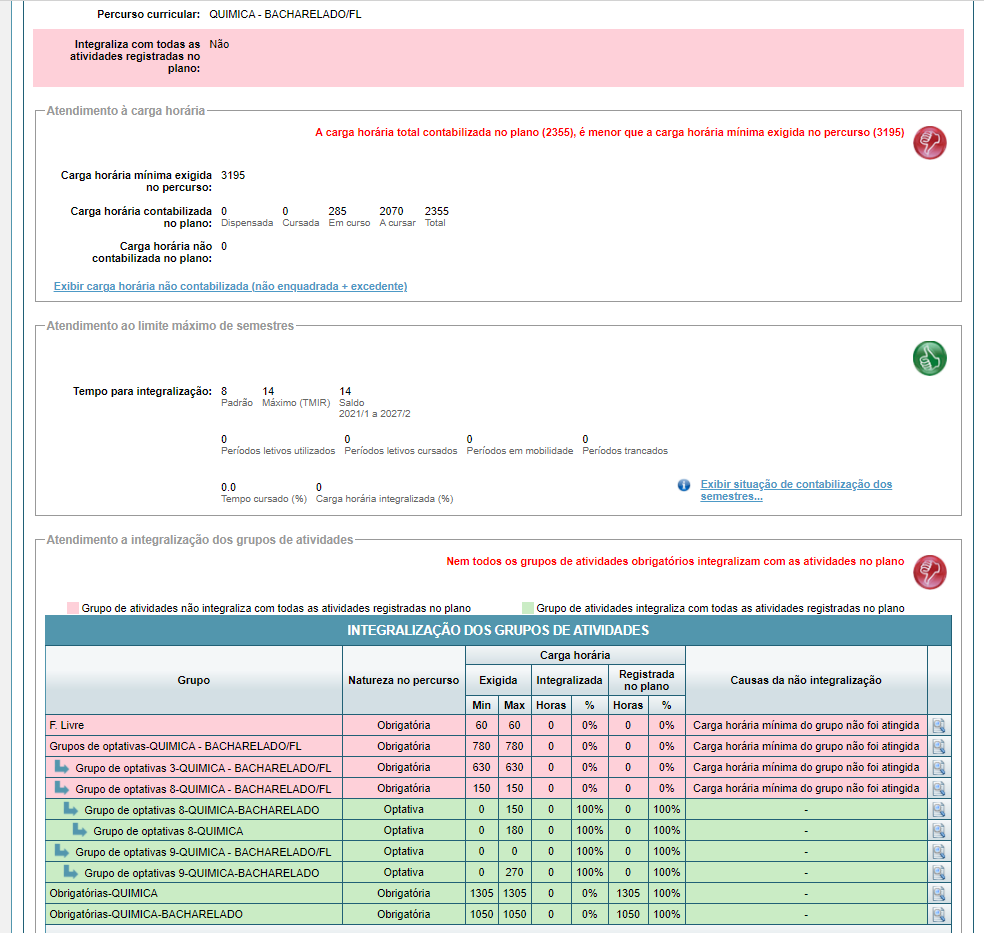 Percurso curricular: QUIMICA - BACHARELADO/FL
Integraliza com todas as Não
atividades registradas no
plano:
Atendimento à carga horária
A carga horária total contabilizada no plano (2355), é menor que a carga horária mínima exigida no percurso (3195)
Carga horária mínima exigida 3195
no percurso:
Carga horária contabilizada 0 0 285 2070 2355
no plano: Dispensada Cursada Em curso A cursar Total
Carga horária não 0
contabilizada no plano:
Exibir carga horária não contabilizada (não enquadrada + excedente)
Atendimento ao limite máximo de semestres
Tempo para integralização: 8 14 14
Padrão Máximo (TMIR) Saldo
2021/1 a 2027/2
0 0 0 0
Períodos letivos utilizados Períodos letivos cursados Períodos em mobilidade Períodos trancados
0.0 0
Tempo cursado (%) Carga horária integralizada (%)
Exibir situação de contabilização dos
semestres...
Atendimento a integralização dos grupos de atividades
Nem todos os grupos de atividades obrigatórios integralizam com as atividades no plano
Grupo de atividades não integraliza com todas as atividades registradas no plano Grupo de atividades integraliza com todas as atividades registradas no plano
INTEGRALIZAÇÃO DOS GRUPOS DE ATIVIDADES
Grupo Natureza no percurso Carga horária Causas da não integralização
Exigida Integralizada Registrada
no plano
Min Max Horas % Horas %
F. Livre Obrigatória 60 60 0 0% 0 0% Carga horária mínima do grupo não foi atingida
Grupos de optativas-QUIMICA - BACHARELADO/FL Obrigatória 780 780 0 0% 0 0% Carga horária mínima do grupo não foi atingida
Grupo de optativas 3-QUIMICA - BACHARELADO/FL Obrigatória 630 630 0 0% 0 0% Carga horária mínima do grupo não foi atingida
Grupo de optativas 8-QUIMICA - BACHARELADO/FL Obrigatória 150 150 0 0% 0 0% Carga horária mínima do grupo não foi atingida
Grupo de optativas 8-QUIMICA-BACHARELADO Optativa 0 150 0 100% 0 100% -
Grupo de optativas 8-QUIMICA Optativa 0 180 0 100% 0 100% -
Grupo de optativas 9-QUIMICA - BACHARELADO/FL Optativa 0 0 0 100% 0 100% -
Grupo de optativas 9-QUIMICA-BACHARELADO Optativa 0 270 0 100% 0 100% -
Obrigatórias-QUIMICA Obrigatória 1305 1305 0 0% 1305 100% -
Obrigatórias-QUIMICA-BACHARELADO Obrigatória 1050 1050 0 0% 1050 100% -